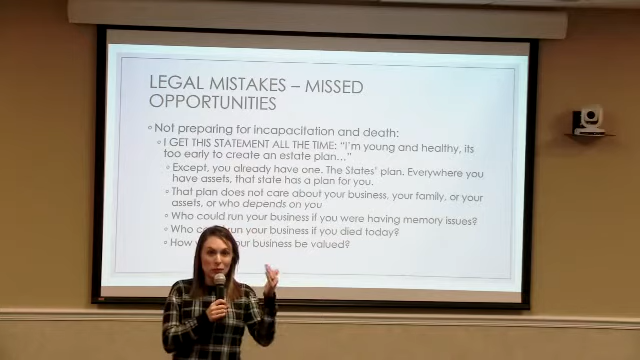 LEGAL MISTAKES – MISSED
OPPORTUNITIES
Not preparing for incapacitation and death:
I GET THIS STATEMENT ALL THE TIME: "I'm young and healthy, its
too early to create an estate plan…"
Except, you already have one. The States' plan. Everywhere you
have assets, that state has a plan for you.
That plan does not care about your business, your family, or your
assets, or who depends on you
Who could run your business if you were having memory issues?
Who run your business if you died today?
How your business be valued?